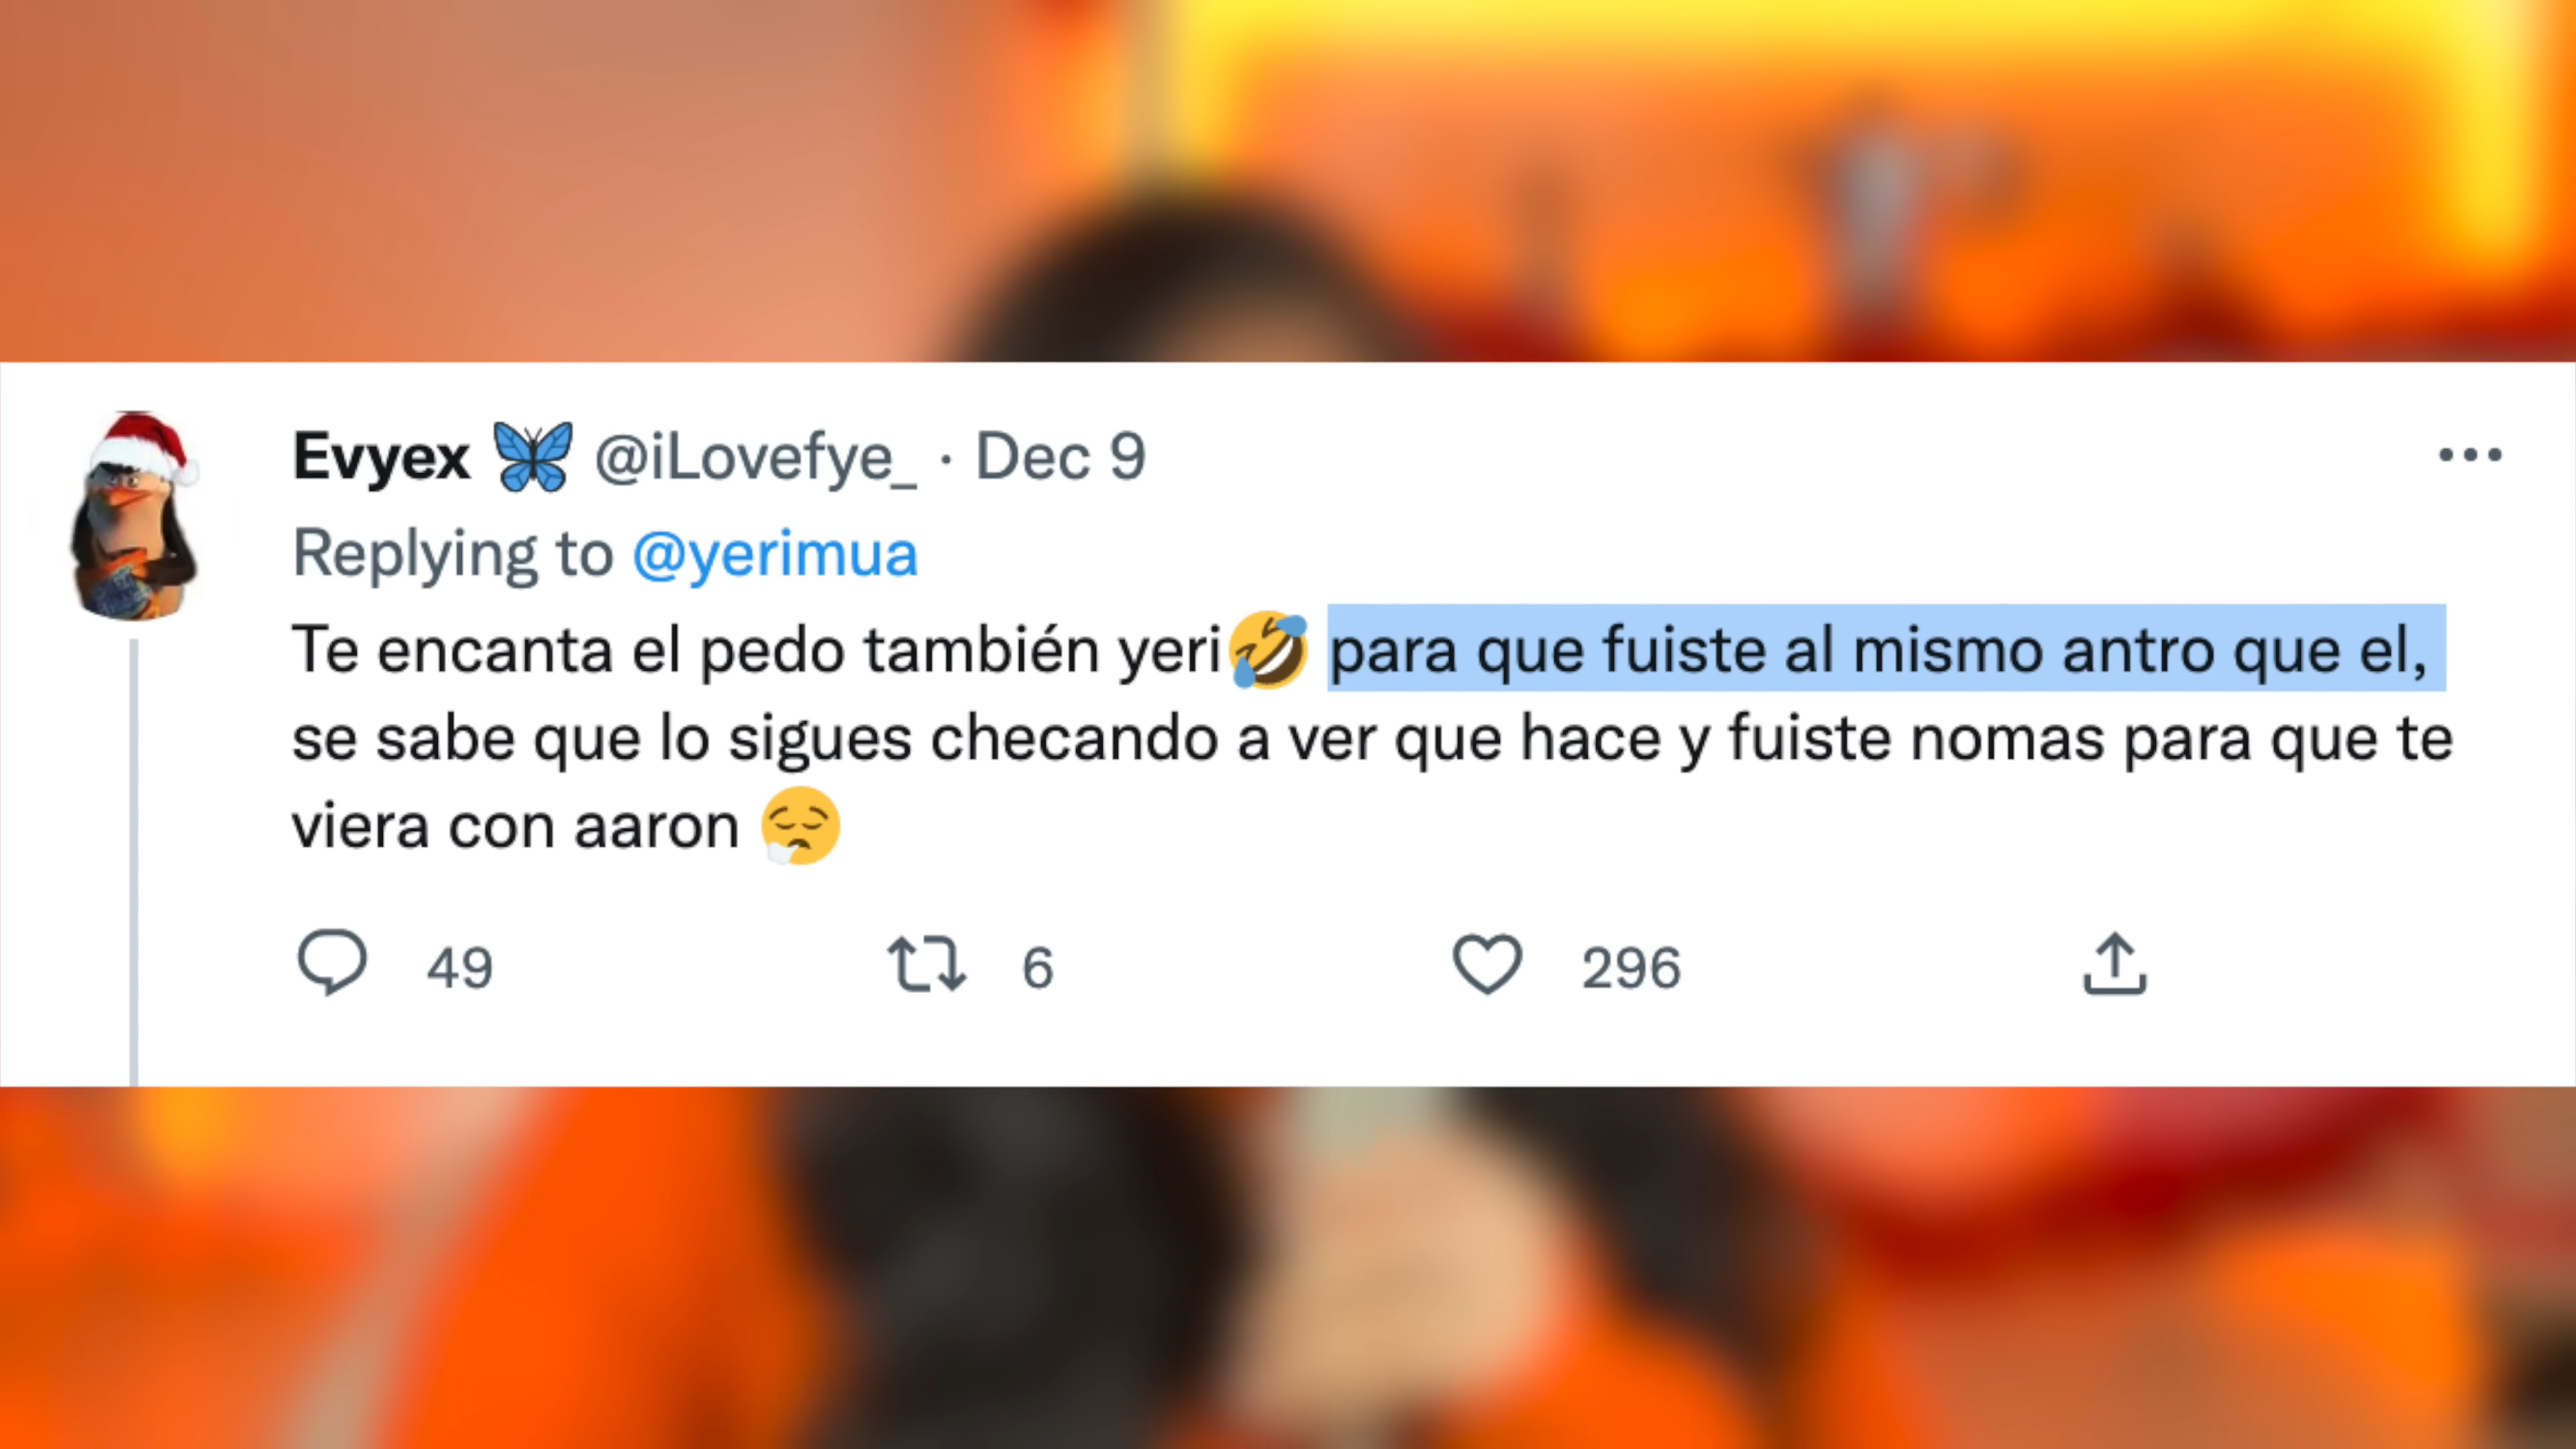 Evyex 🦋 @iLovefye_ · Dec 9
Replying to @yerimua
Te encanta el pedo también yeri🤣 para que fuiste al mismo antro que el,
se sabe que lo sigues checando a ver que hace y fuiste nomas para que te
viera con aaron 😮‍💨
49 6 296